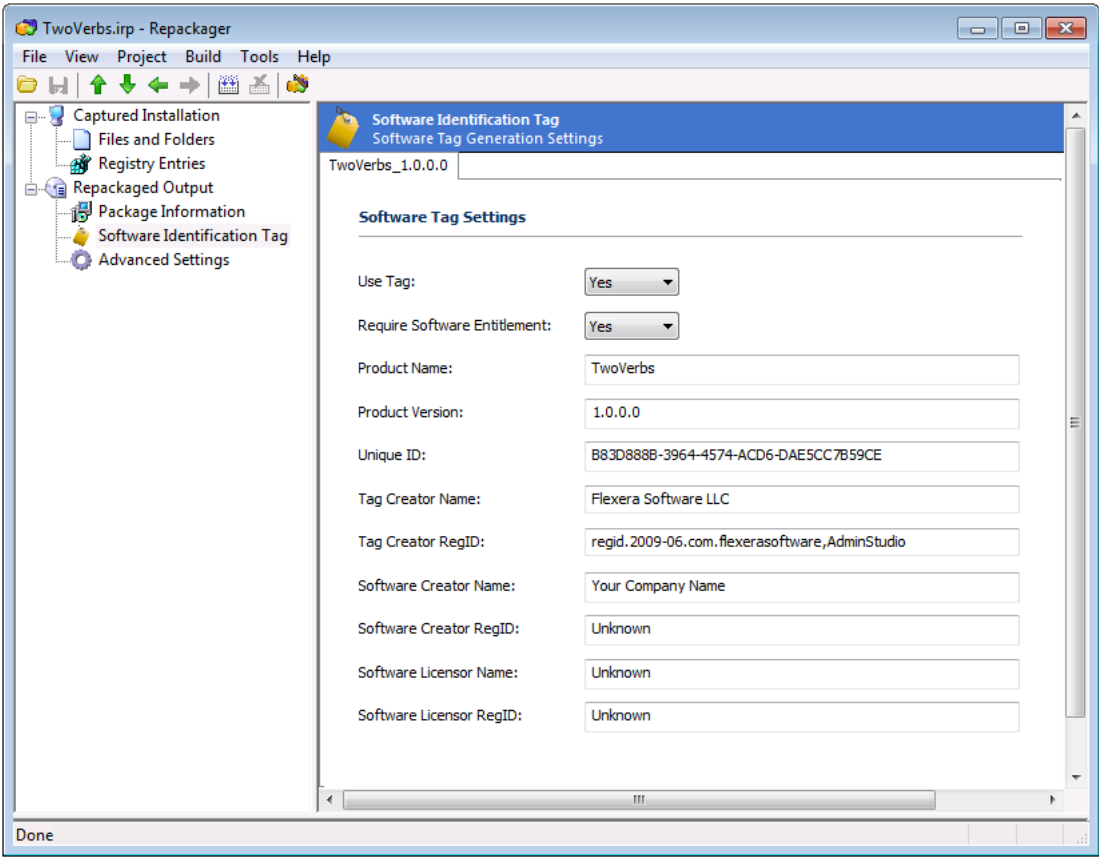 TwoVerbs.irp - Repackager
File View Project Build Tools Help
Captured Installation
Files and Folders
Registry Entries
Repackaged Output
Package Information
Software Identification Tag
Advanced Settings
Software Identification Tag
Software Tag Generation Settings
TwoVerbs_1.0.0.0
Software Tag Settings
Use Tag: Yes
Require Software Entitlement: Yes
Product Name: TwoVerbs
Product Version: 1.0.0.0
Unique ID: B83D888B-3964-4574-ACD6-DAE5CC7B59CE
Tag Creator Name: Flexera Software LLC
Tag Creator RegID: regid.2009-06.com.flexerasoftware,AdminStudio
Software Creator Name: Your Company Name
Software Creator RegID: Unknown
Software Licensor Name: Unknown
Software Licensor RegID: Unknown
Done